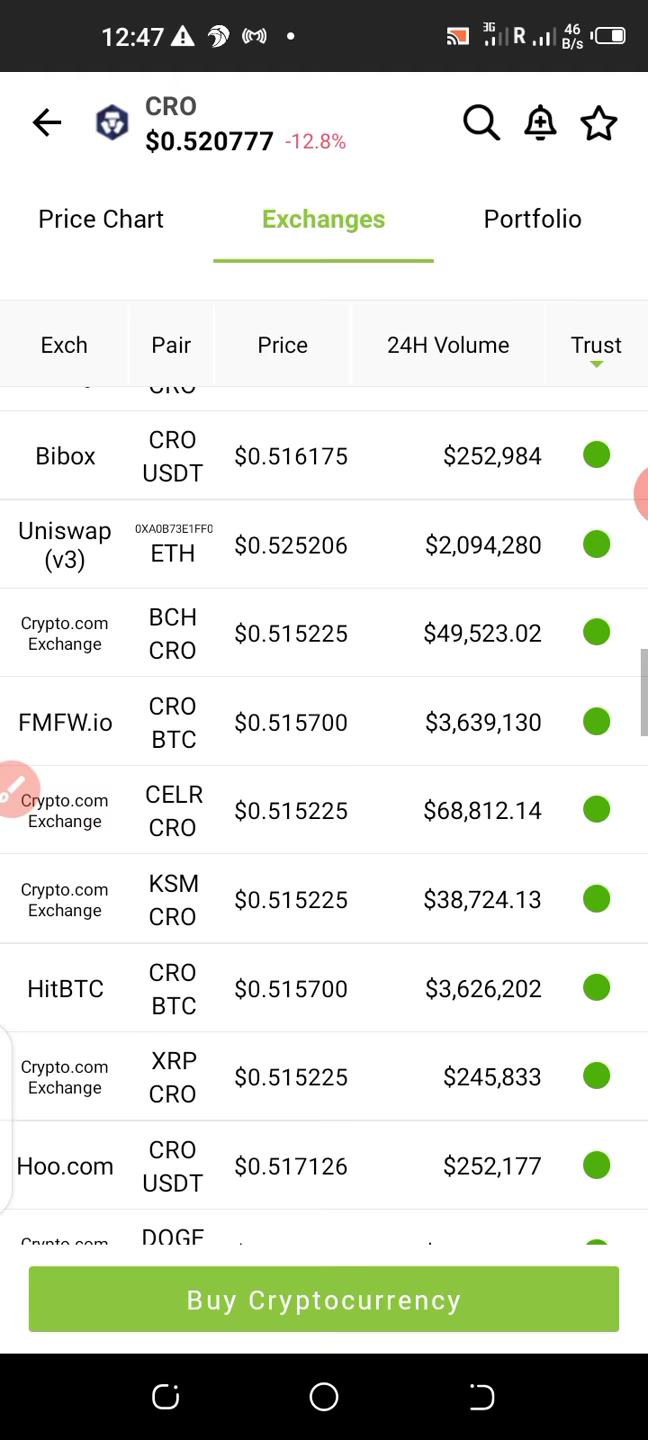 12:47
3G
R
46
B/s
CRO
$0.520777 -12.8%
Price Chart Exchanges Portfolio
Exch Pair Price 24H Volume Trust
CRO
Bibox CRO USDT $0.516175 $252,984
Uniswap (v3) 0XA0B73E1FF0 ETH $0.525206 $2,094,280
Crypto.com Exchange BCH CRO $0.515225 $49,523.02
FMFW.io CRO BTC $0.515700 $3,639,130
Crypto.com Exchange CELR CRO $0.515225 $68,812.14
Crypto.com Exchange KSM CRO $0.515225 $38,724.13
HitBTC CRO BTC $0.515700 $3,626,202
Crypto.com Exchange XRP CRO $0.515225 $245,833
Hoo.com CRO USDT $0.517126 $252,177
Crypto.com DOGE
Buy Cryptocurrency